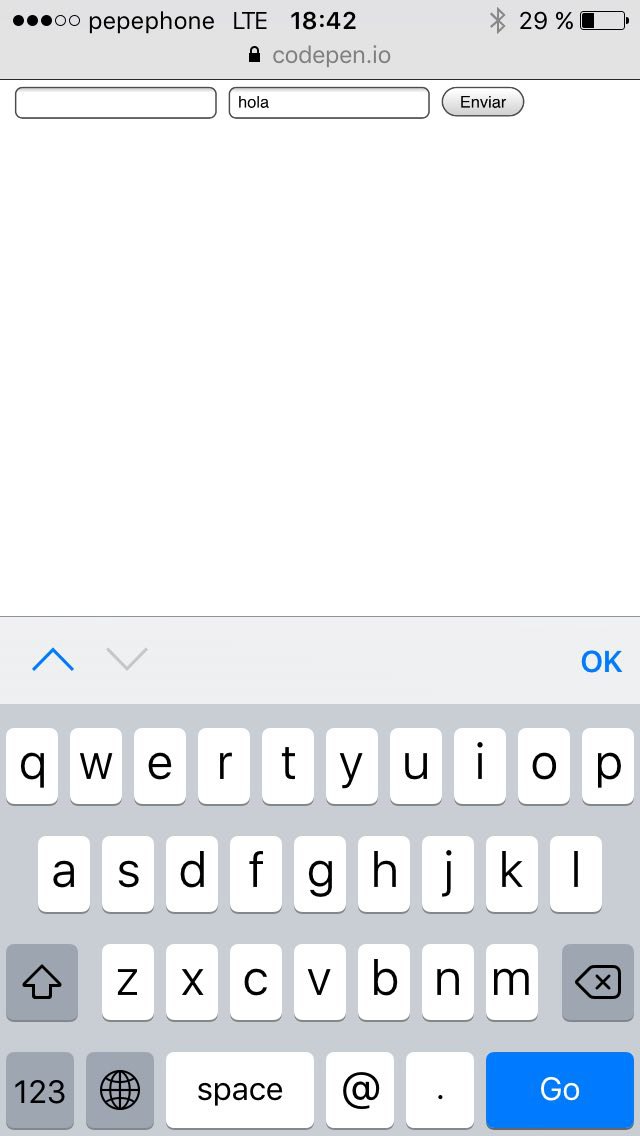 pepephone LTE 18:42 29 %
codepen.io
hola Enviar
OK
q w e r t y u i o p
a s d f g h j k l
z x c v b n m
123 space @ . Go